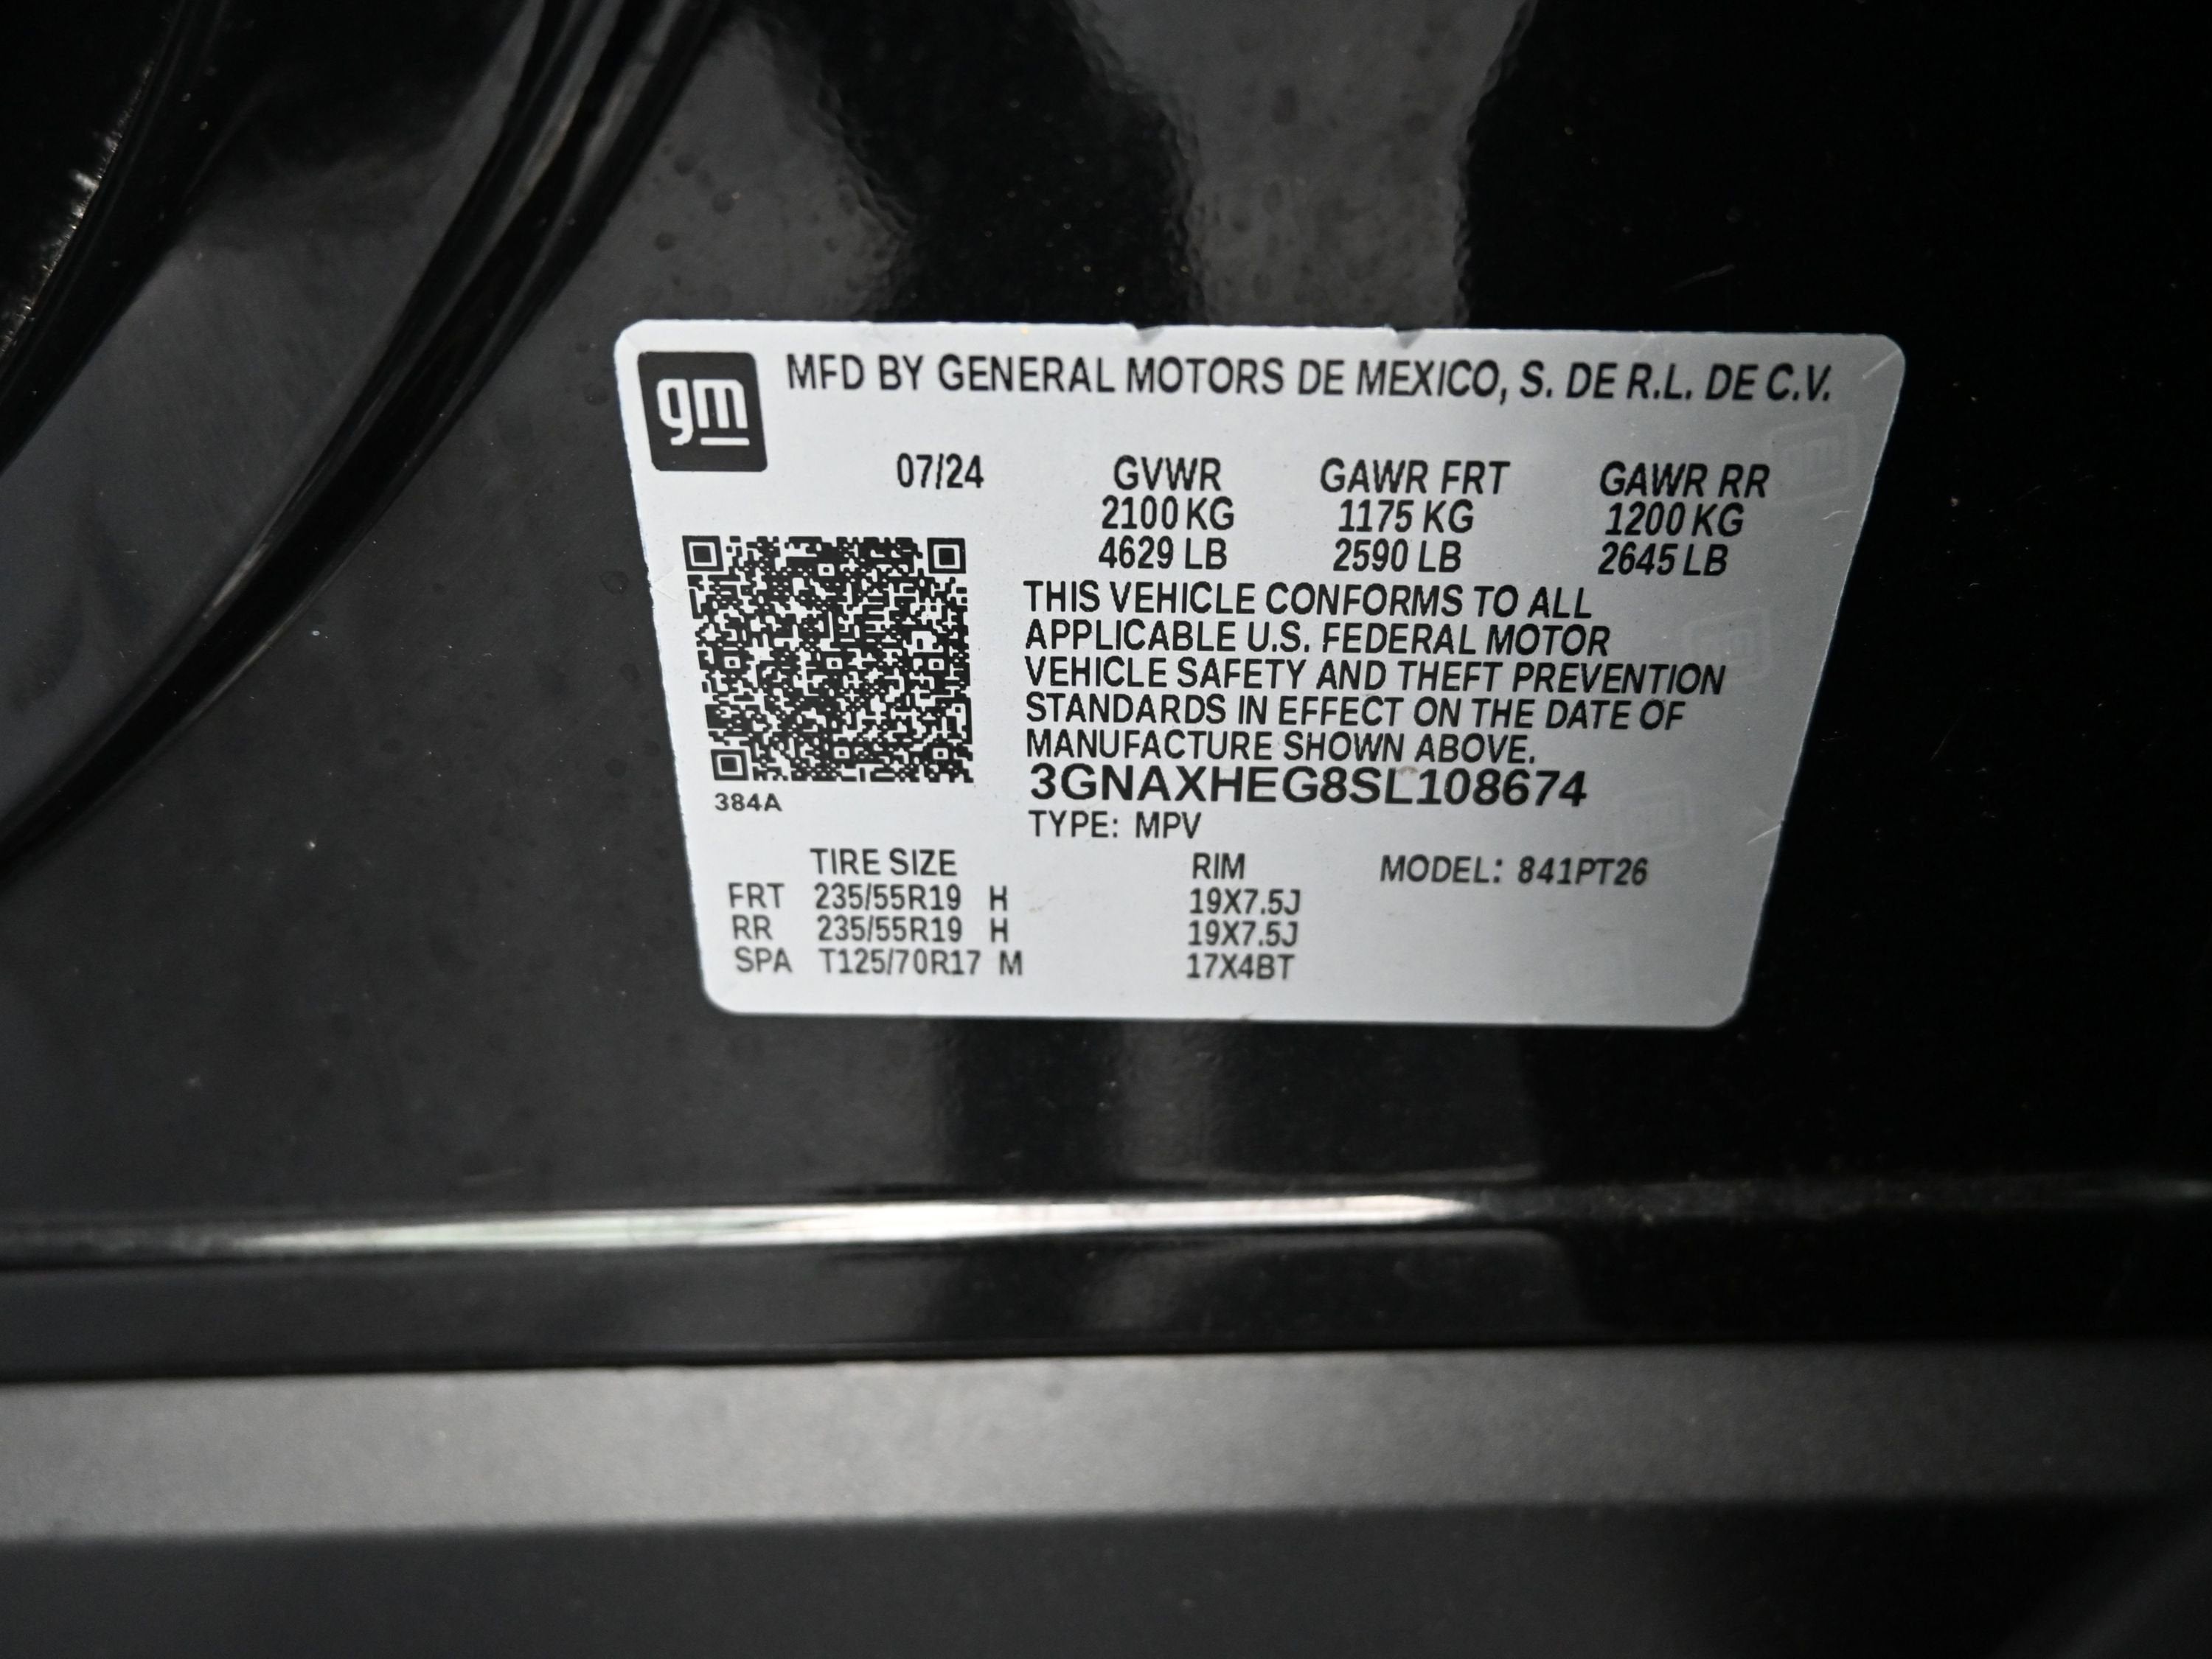 gm
MFD BY GENERAL MOTORS DE MEXICO, S. DE R.L. DE C.V.
07/24 GVWR GAWR FRT GAWR RR
2100 KG 1175 KG 1200 KG
4629 LB 2590 LB 2645 LB
THIS VEHICLE CONFORMS TO ALL
APPLICABLE U.S. FEDERAL MOTOR
VEHICLE SAFETY AND THEFT PREVENTION
STANDARDS IN EFFECT ON THE DATE OF
MANUFACTURE SHOWN ABOVE.
3GNAXHEG8SL108674
384A
TYPE: MPV
TIRE SIZE RIM MODEL: 841PT26
FRT 235/55R19 H 19X7.5J
RR 235/55R19 H 19X7.5J
SPA T125/70R17 M 17X4BT